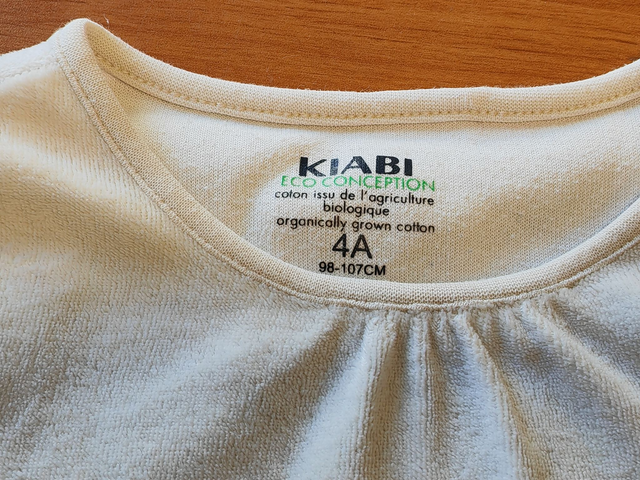 KIABI
ECO CONCEPTION
coton issu de l'agriculture
biologique
organically grown cotton
4A
98-107CM